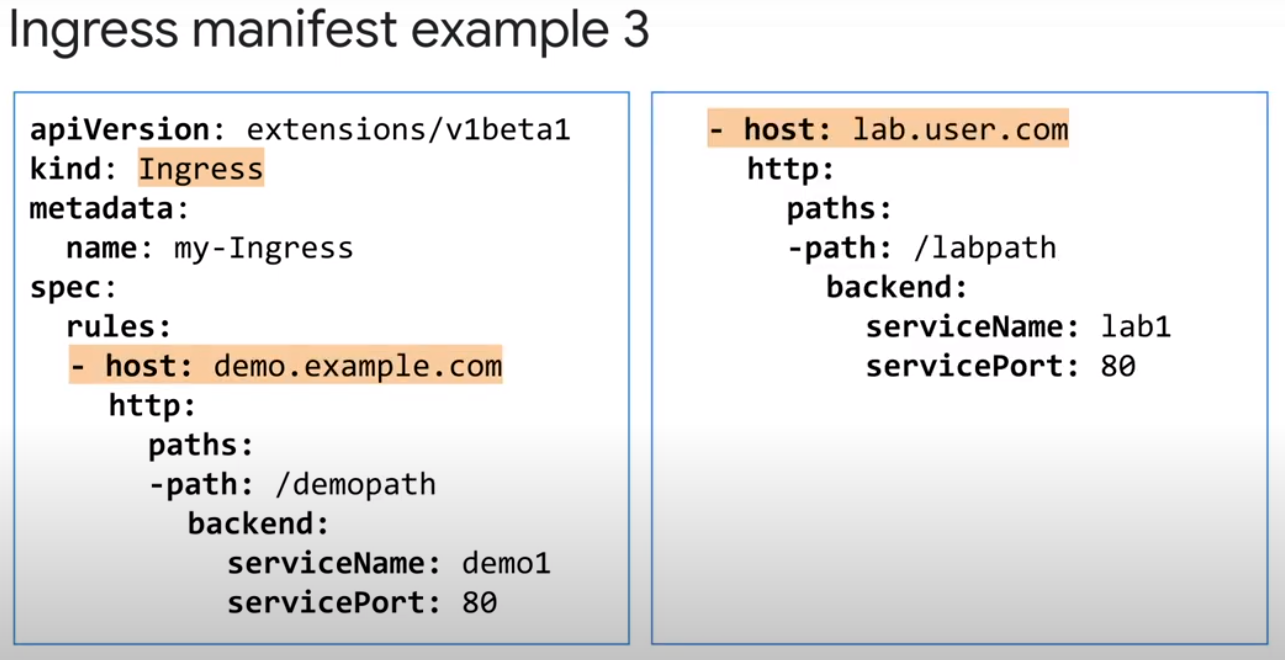 Ingress manifest example 3
apiVersion: extensions/v1beta1
kind: Ingress
metadata:
  name: my-Ingress
spec:
  rules:
  - host: demo.example.com
    http:
      paths:
      -path: /demopath
        backend:
          serviceName: demo1
          servicePort: 80
  - host: lab.user.com
    http:
      paths:
      -path: /labpath
        backend:
          serviceName: lab1
          servicePort: 80